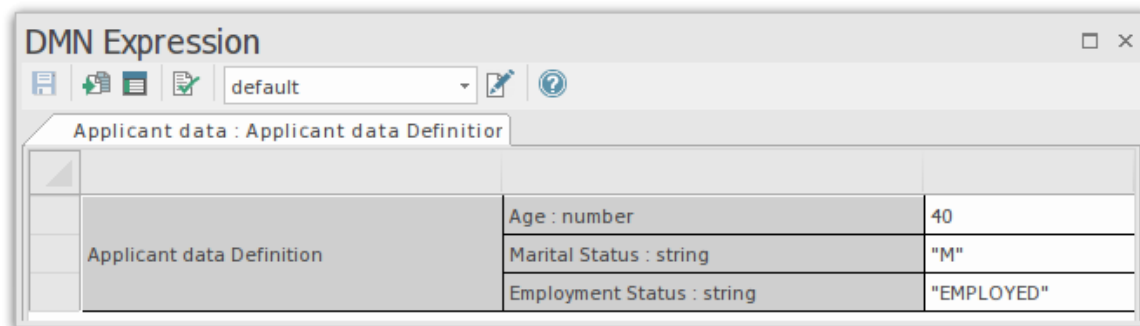 DMN Expression
default
Applicant data : Applicant data Definition
Applicant data Definition
Age : number
40
Marital Status : string
"M"
Employment Status : string
"EMPLOYED"